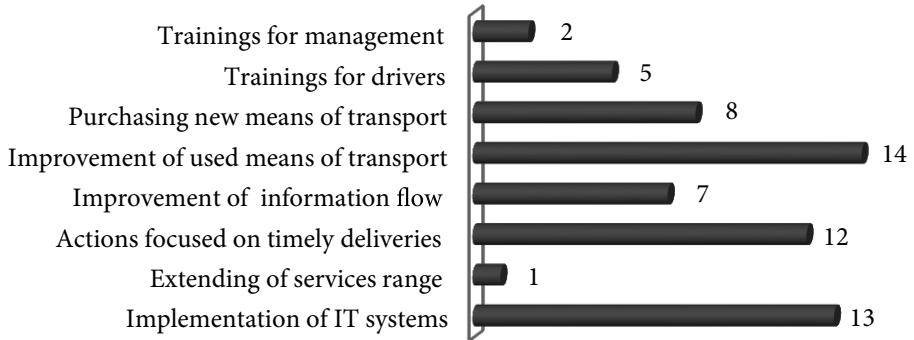 Trainings for management 2
Trainings for drivers 5
Purchasing new means of transport 8
Improvement of used means of transport 14
Improvement of information flow 7
Actions focused on timely deliveries 12
Extending of services range 1
Implementation of IT systems 13